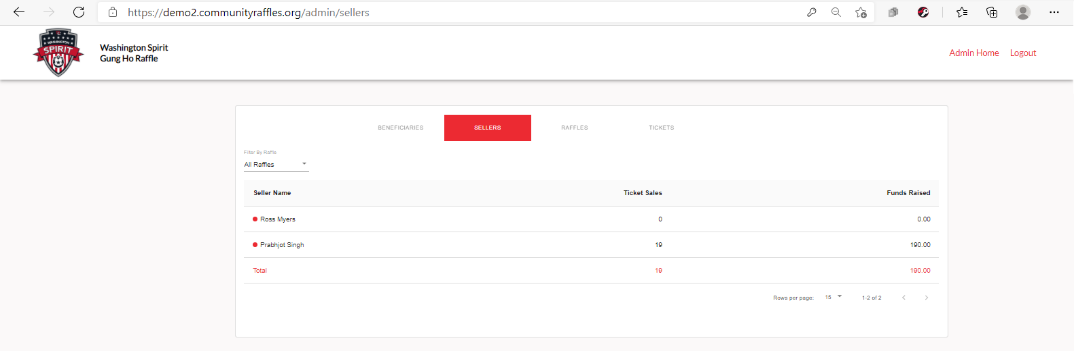 https://demo2.communityraffles.org/admin/sellers
SPIRIT
Washington Spirit
Gung Ho Raffle
Admin Home Logout
BENEFICIARIES SELLERS RAFFLES TICKETS
Filter By Raffle
All Raffles
Seller Name Ticket Sales Funds Raised
Ross Myers 0 0.00
Prabhjot Singh 19 190.00
Total 19 190.00
Rows per page: 15 1-2 of 2